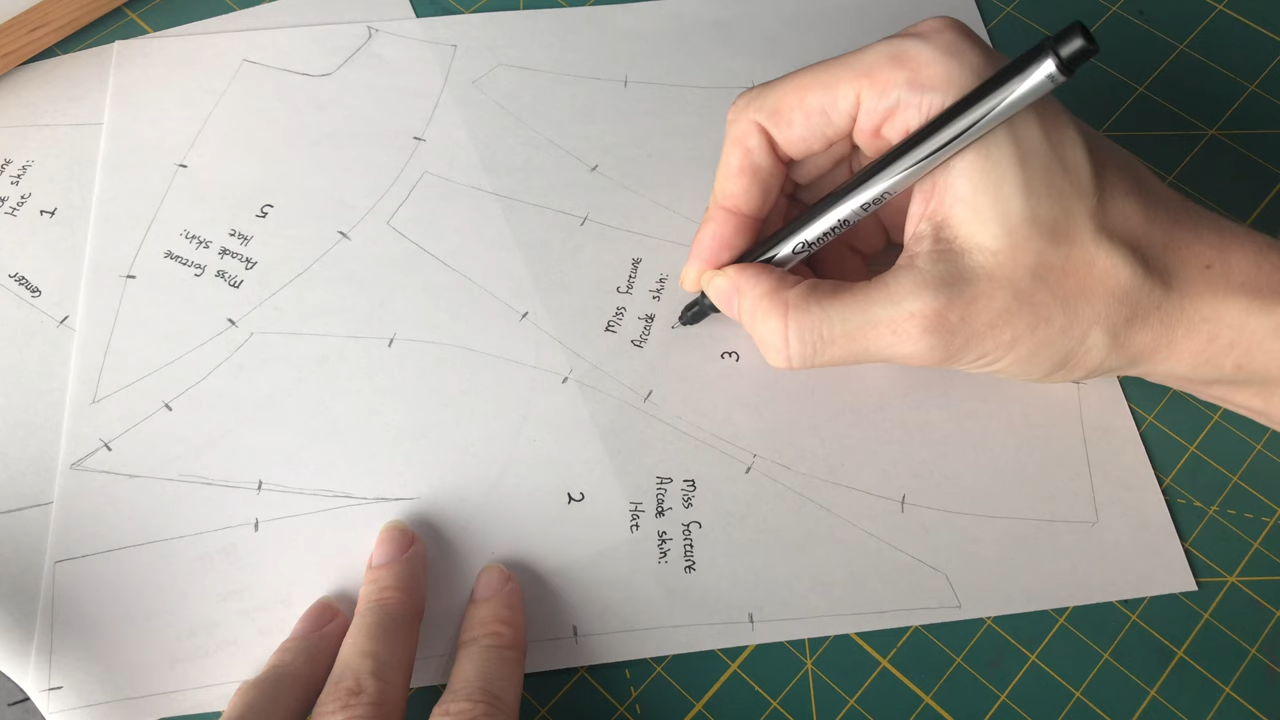 Hat skin:
1
Center
5
Hat
Arcade skin:
Miss fortune
Miss fortune
Arcade skin:
3
2
Miss fortune
Arcade skin:
Hat
Sharpie Pen.